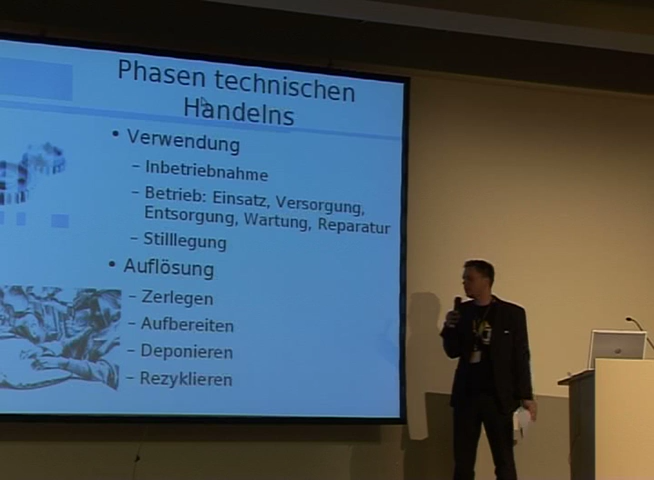 Phasen technischen
Handelns
• Verwendung
– Inbetriebnahme
– Betrieb: Einsatz, Versorgung,
Entsorgung, Wartung, Reparatur
– Stilllegung
• Auflösung
– Zerlegen
– Aufbereiten
– Deponieren
– Rezyklieren